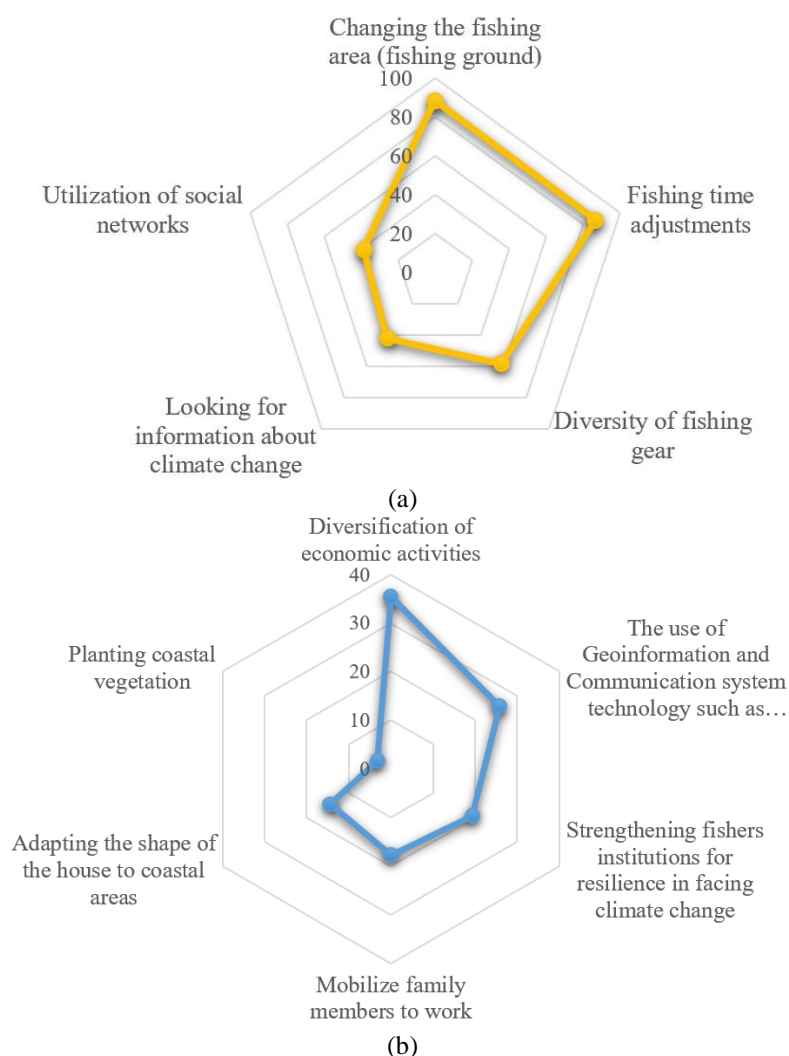 Changing the fishing
area (fishing ground)
100
80
60
40
20
0
Utilization of social
networks
Fishing time
adjustments
Looking for
information about
climate change
Diversity of fishing
gear
(a)
Diversification of
economic activities
40
30
20
10
0
Planting coastal
vegetation
The use of
Geoinformation and
Communication system
technology such as…
Adapting the shape of
the house to coastal
areas
Strengthening fishers
institutions for
resilience in facing
climate change
Mobilize family
members to work
(b)